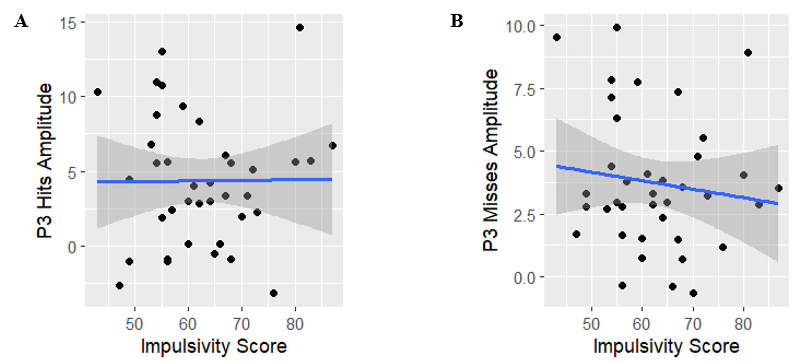 A
15
10
5
0
P3 Hits Amplitude
50 60 70 80
Impulsivity Score
B
10.0
7.5
5.0
2.5
0.0
P3 Misses Amplitude
50 60 70 80
Impulsivity Score